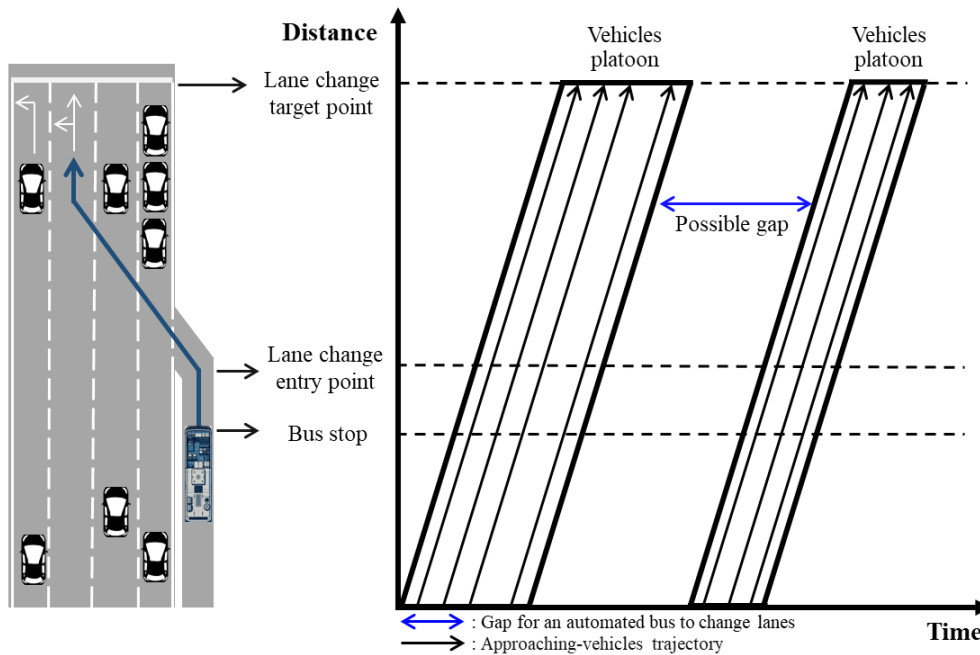 Distance
Vehicles
platoon
Vehicles
platoon
Lane change
target point
Possible gap
Lane change
entry point
Bus stop
Time
: Gap for an automated bus to change lanes
: Approaching-vehicles trajectory